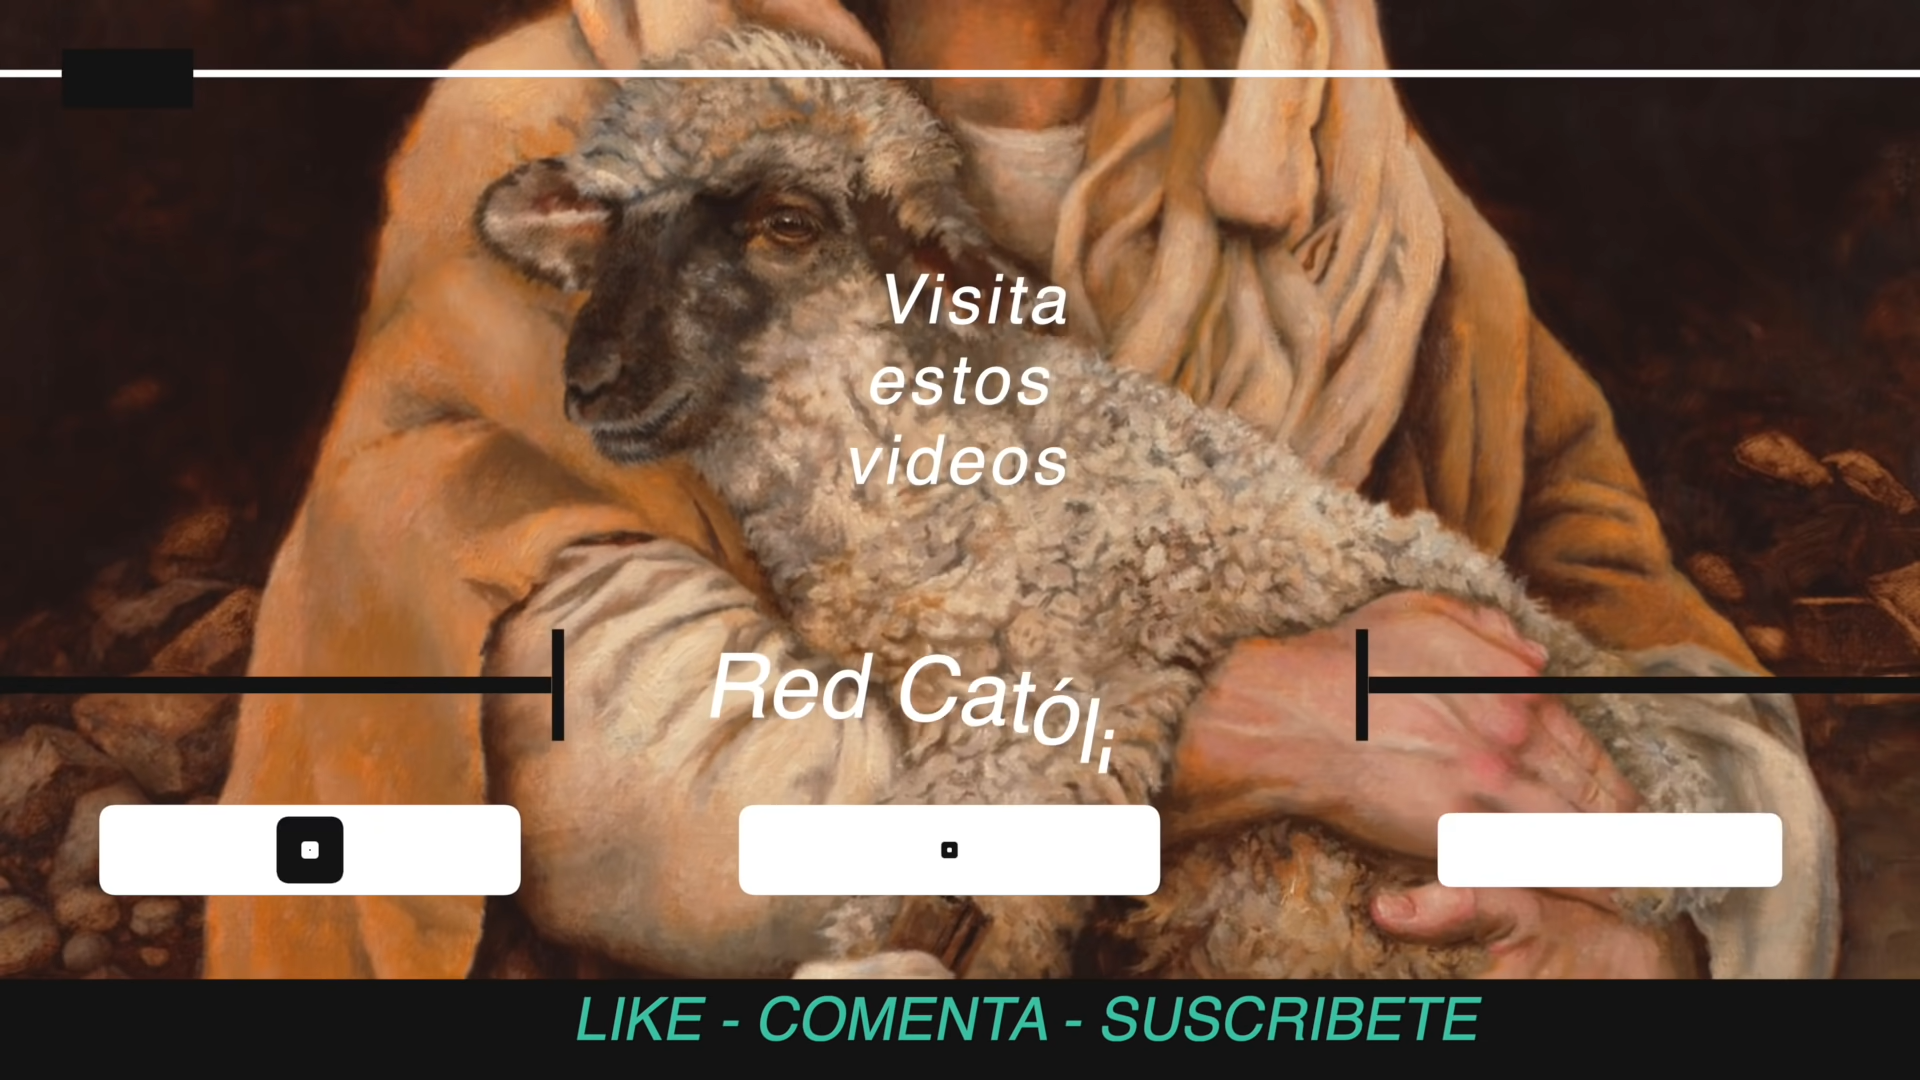 Visita
estos
videos
Red Católi
LIKE - COMENTA - SUSCRIBETE